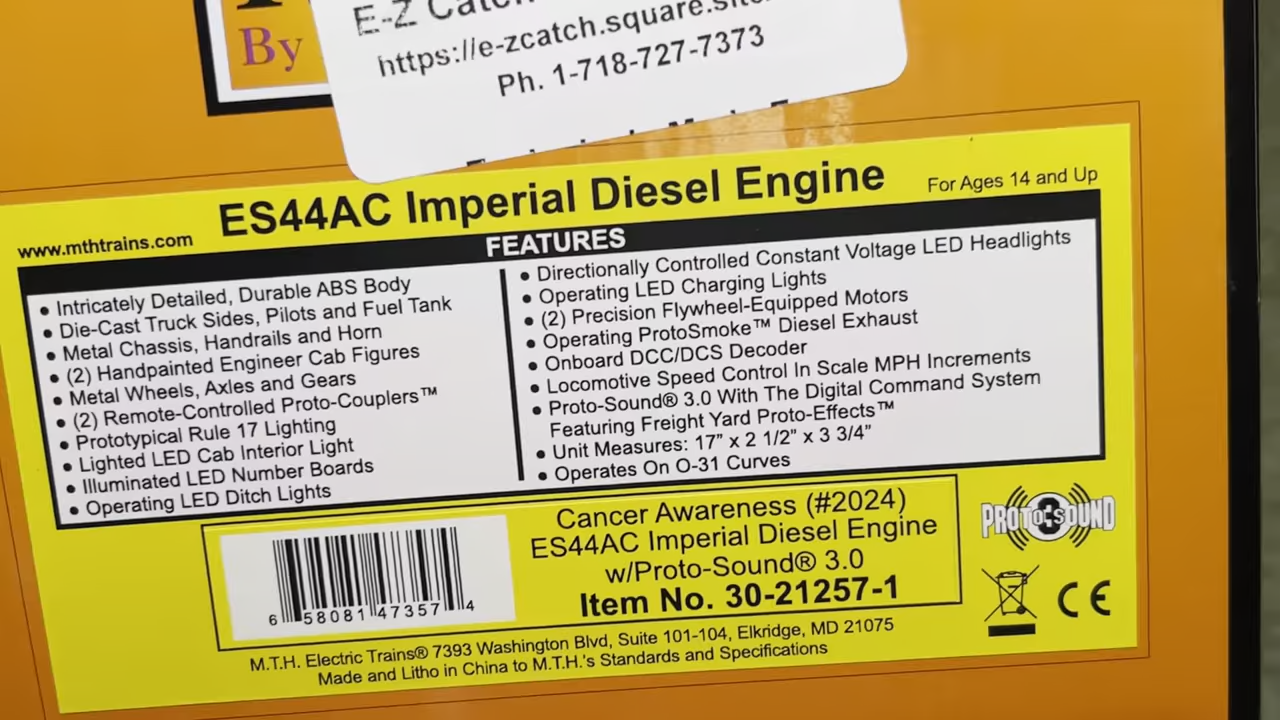 By
E-Z Catch
https://e-zcatch.square.site
Ph. 1-718-727-7373
ES44AC Imperial Diesel Engine
For Ages 14 and Up
www.mthtrains.com
FEATURES
• Intricately Detailed, Durable ABS Body
• Die-Cast Truck Sides, Pilots and Fuel Tank
• Metal Chassis, Handrails and Horn
• (2) Handpainted Engineer Cab Figures
• Metal Wheels, Axles and Gears
• (2) Remote-Controlled Proto-Couplers™
• Prototypical Rule 17 Lighting
• Lighted LED Cab Interior Light
• Illuminated LED Number Boards
• Operating LED Ditch Lights
• Directionally Controlled Constant Voltage LED Headlights
• Operating LED Charging Lights
• (2) Precision Flywheel-Equipped Motors
• Operating ProtoSmoke™ Diesel Exhaust
• Onboard DCC/DCS Decoder
• Locomotive Speed Control In Scale MPH Increments
• Proto-Sound® 3.0 With The Digital Command System
Featuring Freight Yard Proto-Effects™
• Unit Measures: 17” x 2 1/2” x 3 3/4”
• Operates On O-31 Curves
6 58081 47357 4
Cancer Awareness (#2024)
ES44AC Imperial Diesel Engine
w/Proto-Sound® 3.0
Item No. 30-21257-1
PROTO SOUND
CE
M.T.H. Electric Trains® 7393 Washington Blvd, Suite 101-104, Elkridge, MD 21075
Made and Litho in China to M.T.H.'s Standards and Specifications